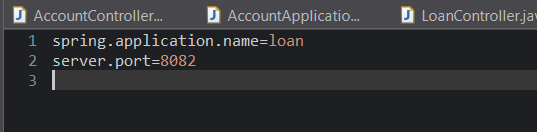 AccountController... AccountApplicatio... LoanController.jav
1 spring.application.name=loan
2 server.port=8082
3